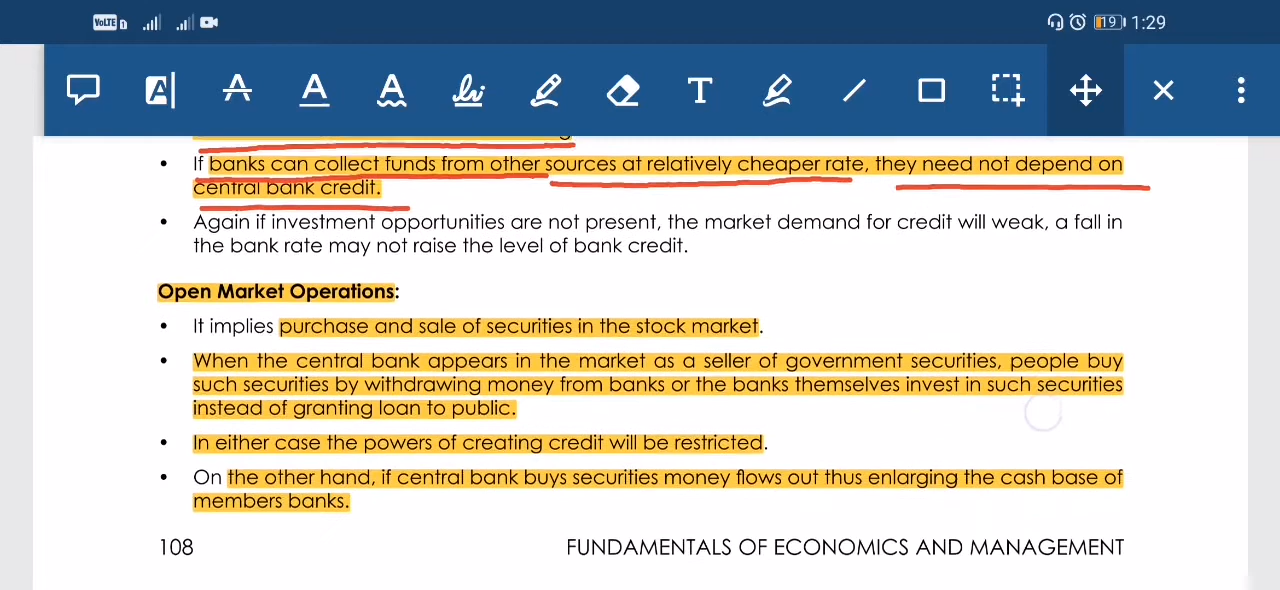 VoLTE 1 19 1:29
A A A A T
• If banks can collect funds from other sources at relatively cheaper rate, they need not depend on
central bank credit.
• Again if investment opportunities are not present, the market demand for credit will weak, a fall in
the bank rate may not raise the level of bank credit.
Open Market Operations:
• It implies purchase and sale of securities in the stock market.
• When the central bank appears in the market as a seller of government securities, people buy
such securities by withdrawing money from banks or the banks themselves invest in such securities
instead of granting loan to public.
• In either case the powers of creating credit will be restricted.
• On the other hand, if central bank buys securities money flows out thus enlarging the cash base of
members banks.
108 FUNDAMENTALS OF ECONOMICS AND MANAGEMENT